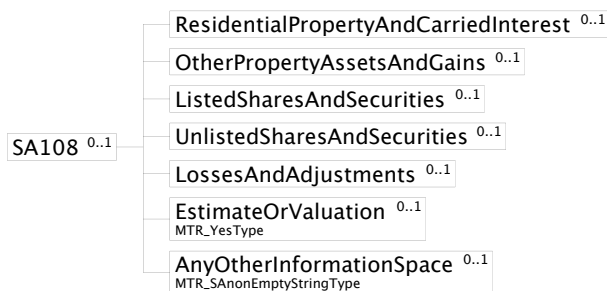 ResidentialPropertyAndCarriedInterest 0..1
OtherPropertyAssetsAndGains 0..1
ListedSharesAndSecurities 0..1
UnlistedSharesAndSecurities 0..1
SA108 0..1
LossesAndAdjustments 0..1
EstimateOrValuation 0..1
MTR_YesType
AnyOtherInformationSpace 0..1
MTR_SAnonEmptyStringType